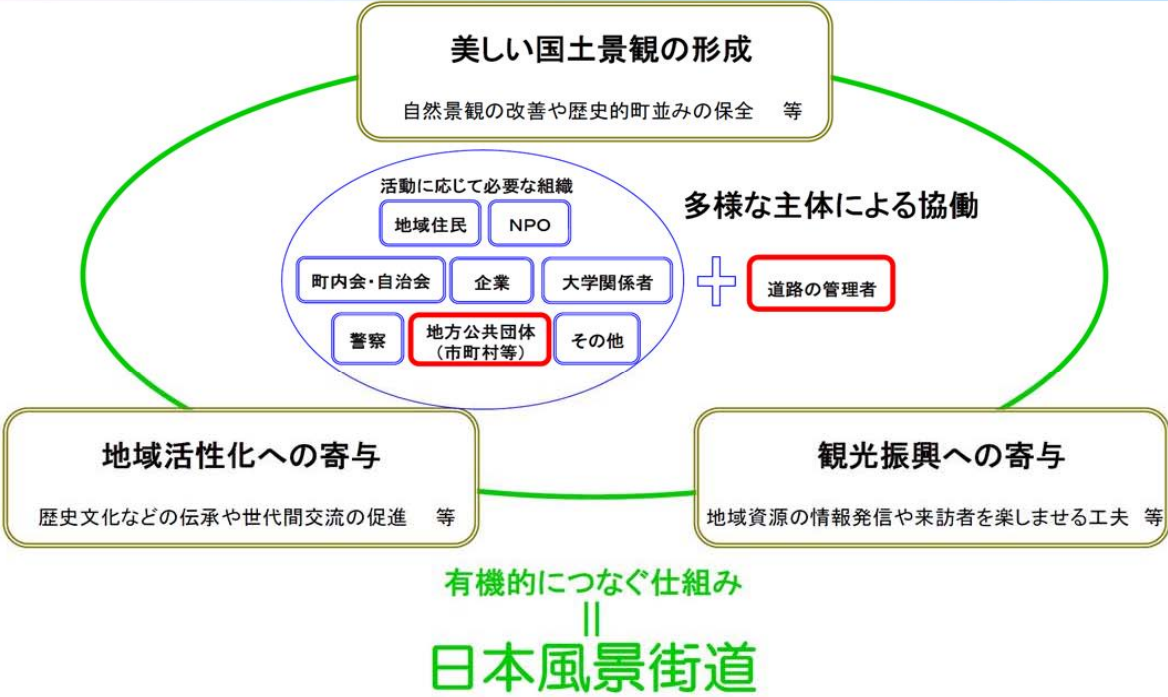 美しい国土景観の形成
自然景観の改善や歴史的町並みの保全　等
活動に応じて必要な組織
地域住民
NPO
町内会・自治会
企業
大学関係者
警察
地方公共団体
（市町村等）
その他
多様な主体による協働
道路の管理者
地域活性化への寄与
歴史文化などの伝承や世代間交流の促進　等
観光振興への寄与
地域資源の情報発信や来訪者を楽しませる工夫　等
有機的につなぐ仕組み
||
日本風景街道